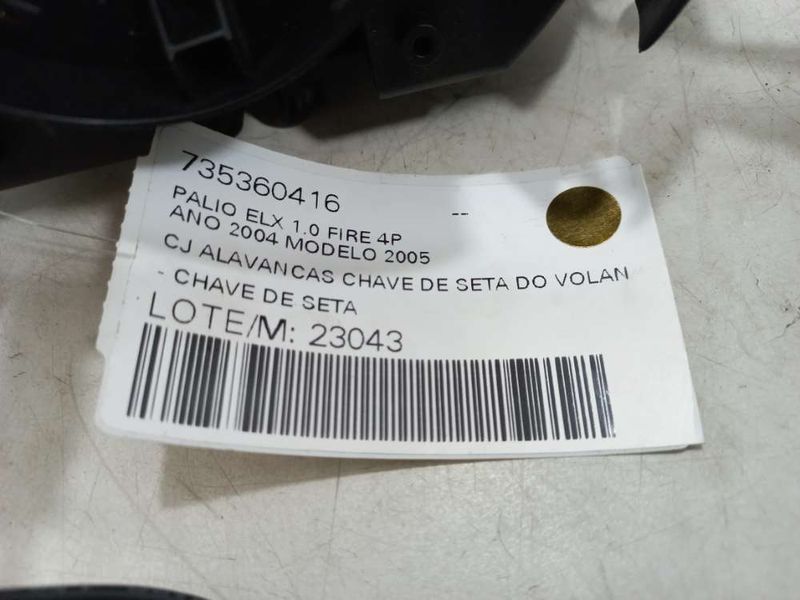 735360416
PALIO ELX 1.0 FIRE 4P --
ANO 2004 MODELO 2005
CJ ALAVANCAS CHAVE DE SETA DO VOLAN
- CHAVE DE SETA
LOTE/M: 23043